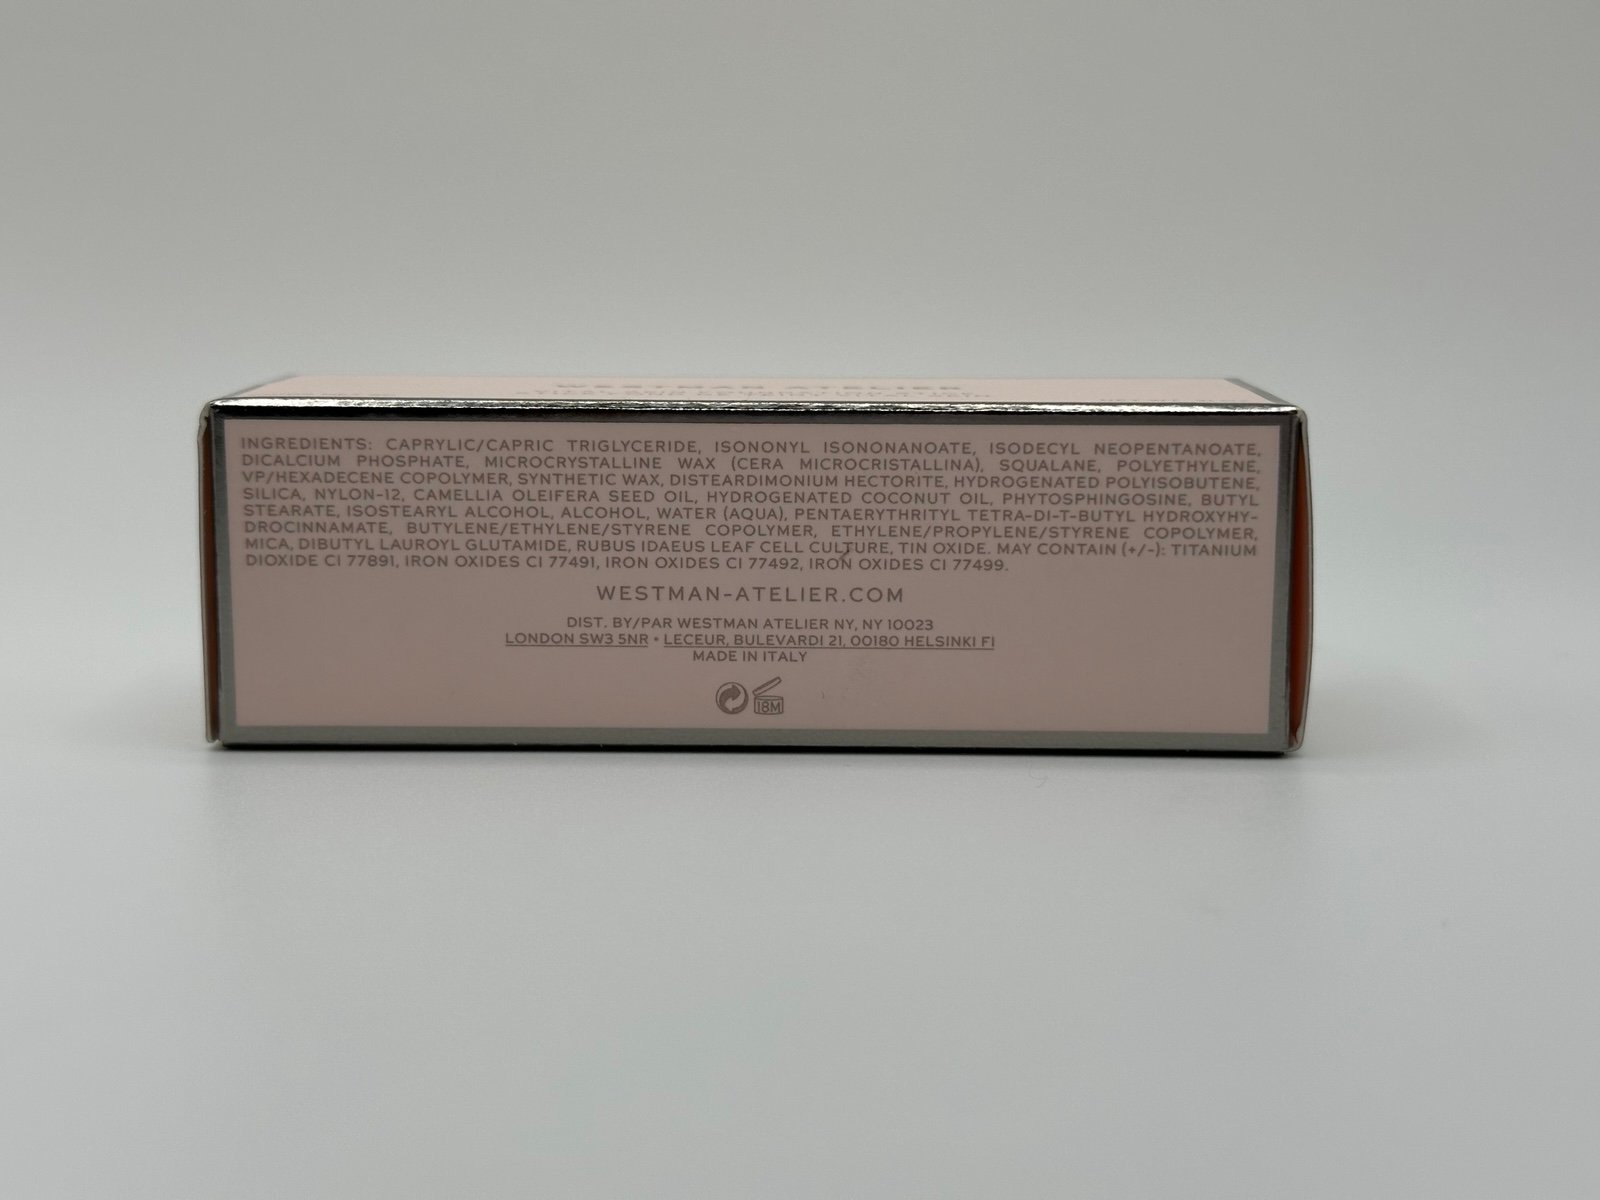 WESTMAN ATELIER
INGREDIENTS: CAPRYLIC/CAPRIC TRIGLYCERIDE, ISONONYL ISONONANOATE, ISODECYL NEOPENTANOATE,
DICALCIUM PHOSPHATE, MICROCRYSTALLINE WAX (CERA MICROCRISTALLINA), SQUALANE, POLYETHYLENE,
VP/HEXADECENE COPOLYMER, SYNTHETIC WAX, DISTEARDIMONIUM HECTORITE, HYDROGENATED POLYISOBUTENE,
SILICA, NYLON-12, CAMELLIA OLEIFERA SEED OIL, HYDROGENATED COCONUT OIL, PHYTOSPHINGOSINE, BUTYL
STEARATE, ISOSTEARYL ALCOHOL, ALCOHOL, WATER (AQUA), PENTAERYTHRITYL TETRA-DI-T-BUTYL HYDROXYHY-
DROCINNAMATE, BUTYLENE/ETHYLENE/STYRENE COPOLYMER, ETHYLENE/PROPYLENE/STYRENE COPOLYMER,
MICA, DIBUTYL LAUROYL GLUTAMIDE, RUBUS IDAEUS LEAF CELL CULTURE, TIN OXIDE. MAY CONTAIN (+/-): TITANIUM
DIOXIDE CI 77891, IRON OXIDES CI 77491, IRON OXIDES CI 77492, IRON OXIDES CI 77499.
WESTMAN-ATELIER.COM
DIST. BY/PAR WESTMAN ATELIER NY, NY 10023
LONDON SW3 5NR • LECEUR, BULEVARDI 21, 00180 HELSINKI FI
MADE IN ITALY
18M